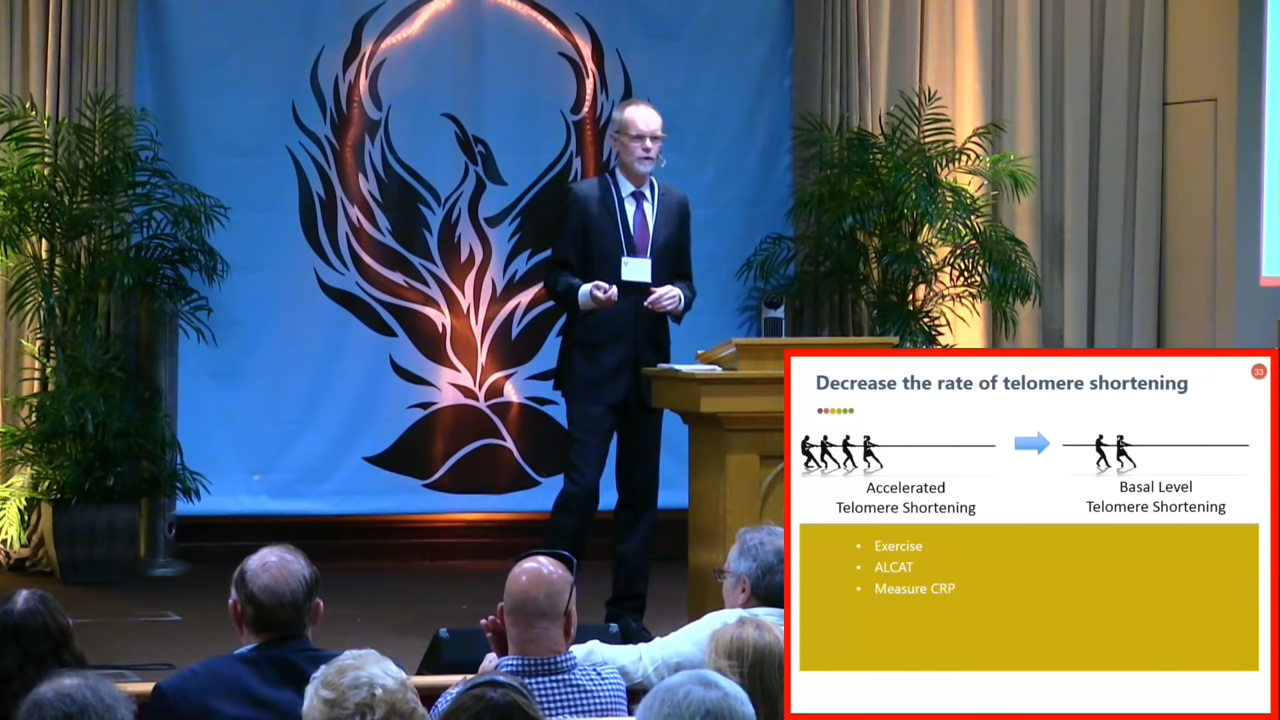 33
Decrease the rate of telomere shortening
Accelerated
Telomere Shortening
Basal Level
Telomere Shortening
• Exercise
• ALCAT
• Measure CRP